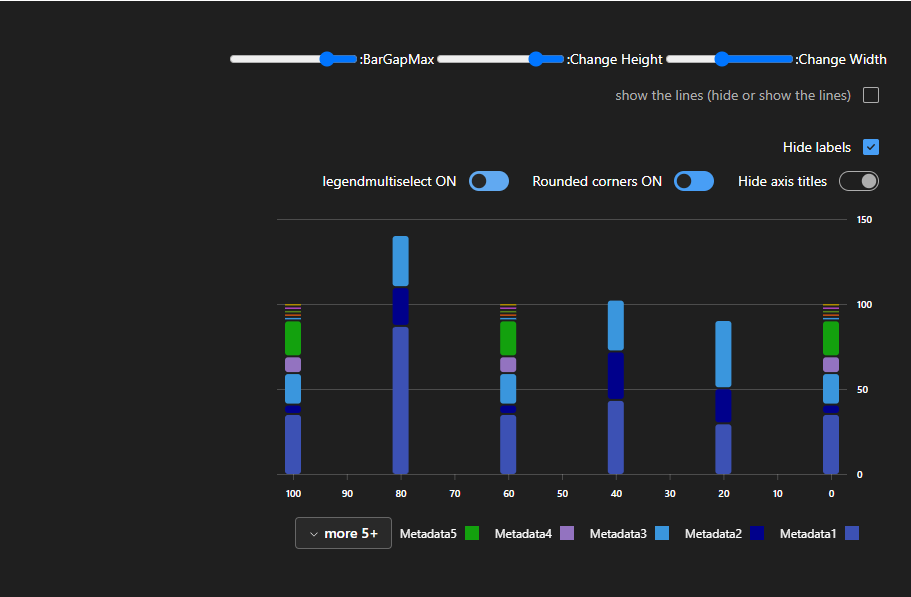 :BarGapMax :Change Height :Change Width
show the lines (hide or show the lines)
Hide labels
legendmultiselect ON Rounded corners ON Hide axis titles
150
100
50
0
100 90 80 70 60 50 40 30 20 10 0
more 5+ Metadata5 Metadata4 Metadata3 Metadata2 Metadata1